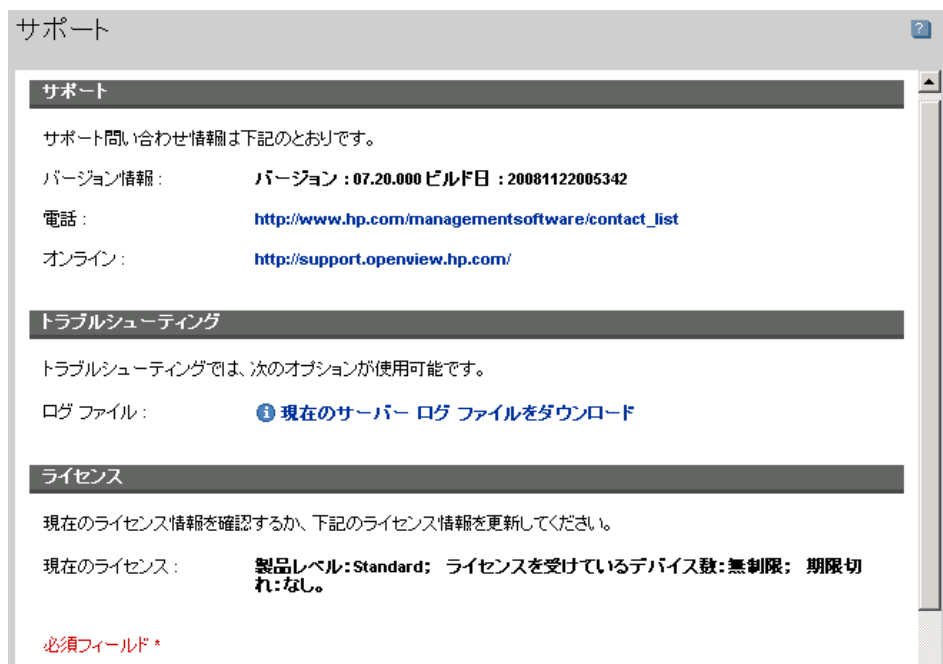 サポート
?
サポート
サポート問い合わせ情報は下記のとおりです。
バージョン情報 : バージョン : 07.20.000 ビルド日 : 20081122005342
電話 : http://www.hp.com/managementsoftware/contact_list
オンライン : http://support.openview.hp.com/
トラブルシューティング
トラブルシューティングでは、次のオプションが使用可能です。
ログ ファイル : 現在のサーバー ログ ファイルをダウンロード
ライセンス
現在のライセンス情報を確認するか、下記のライセンス情報を更新してください。
現在のライセンス : 製品レベル:Standard; ライセンスを受けているデバイス数:無制限; 期限切
れ:なし。
必須フィールド *